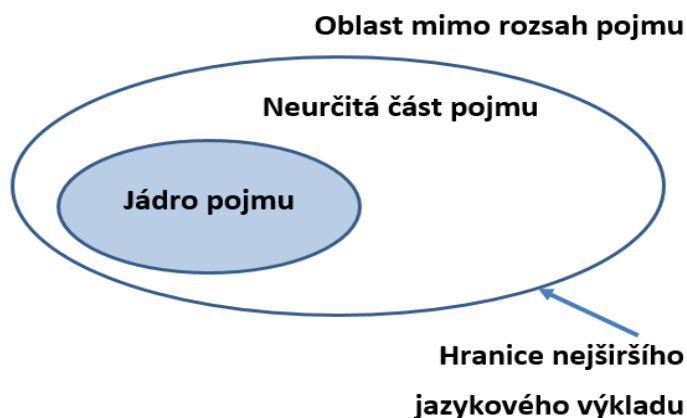 Oblast mimo rozsah pojmu
Neurčitá část pojmu
Jádro pojmu
Hranice nejširšího
jazykového výkladu